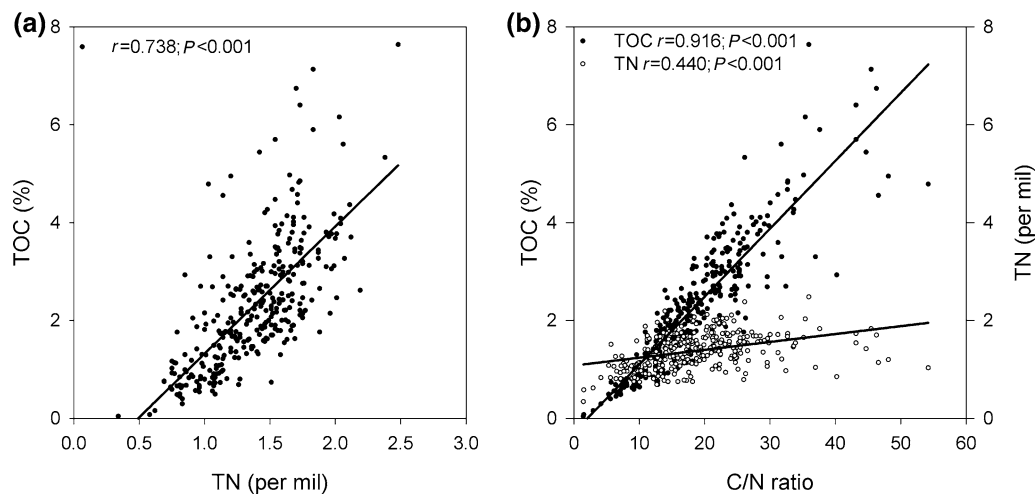 (a)
r=0.738; P<0.001
TOC (%)
8
6
4
2
0
0.0 0.5 1.0 1.5 2.0 2.5 3.0
TN (per mil)
(b)
TOC r=0.916; P<0.001
TN r=0.440; P<0.001
TOC (%)
8
6
4
2
0
0 10 20 30 40 50 60
C/N ratio
8
6
4
2
0
TN (per mil)